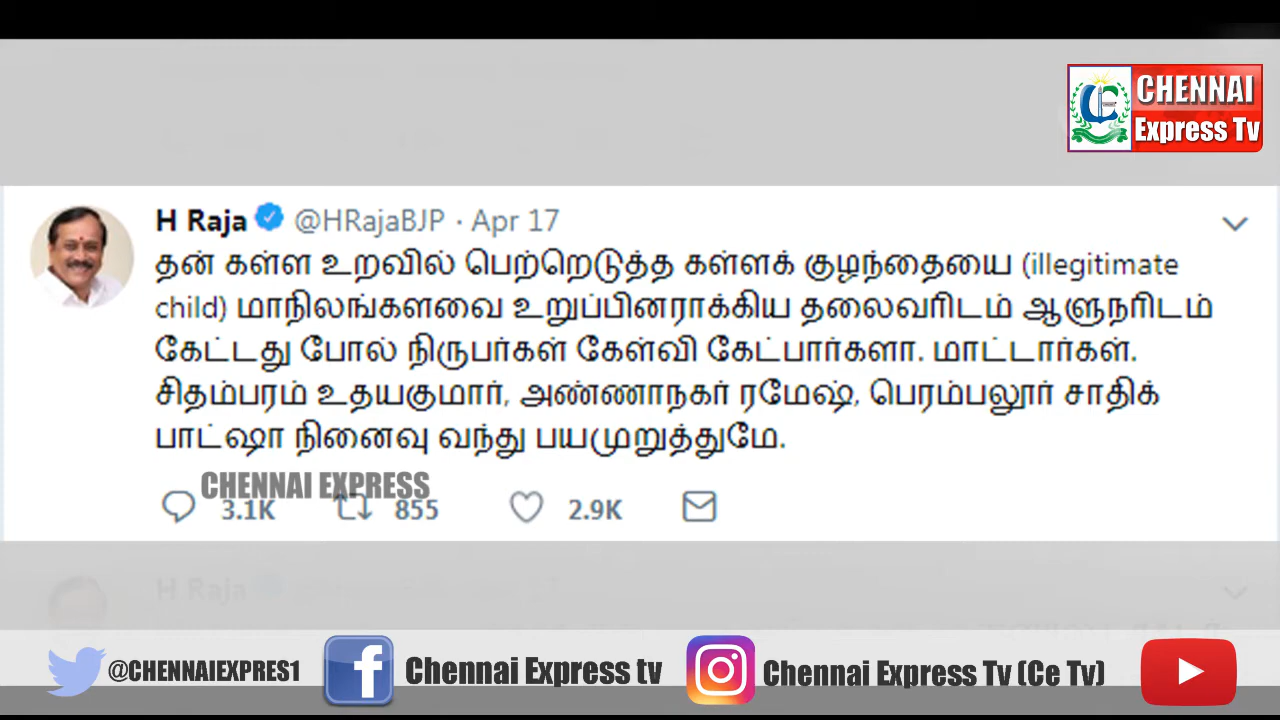 CHENNAI
Express Tv
H Raja @HRajaBJP · Apr 17
தன் கள்ள உறவில் பெற்றெடுத்த கள்ளக் குழந்தையை (illegitimate
child) மாநிலங்களவை உறுப்பினராக்கிய தலைவரிடம் ஆளுநரிடம்
கேட்டது போல் நிருபர்கள் கேள்வி கேட்பார்களா. மாட்டார்கள்.
சிதம்பரம் உதயகுமார், அண்ணாநகர் ரமேஷ், பெரம்பலூர் சாதிக்
பாட்ஷா நினைவு வந்து பயமுறுத்துமே.
CHENNAI EXPRESS
3.1K 855 2.9K
H Raja
@CHENNAIEXPRES1 Chennai Express tv Chennai Express Tv (Ce Tv)